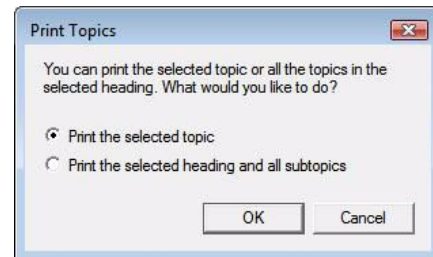 Print Topics
You can print the selected topic or all the topics in the
selected heading. What would you like to do?
Print the selected topic
Print the selected heading and all subtopics
OK Cancel